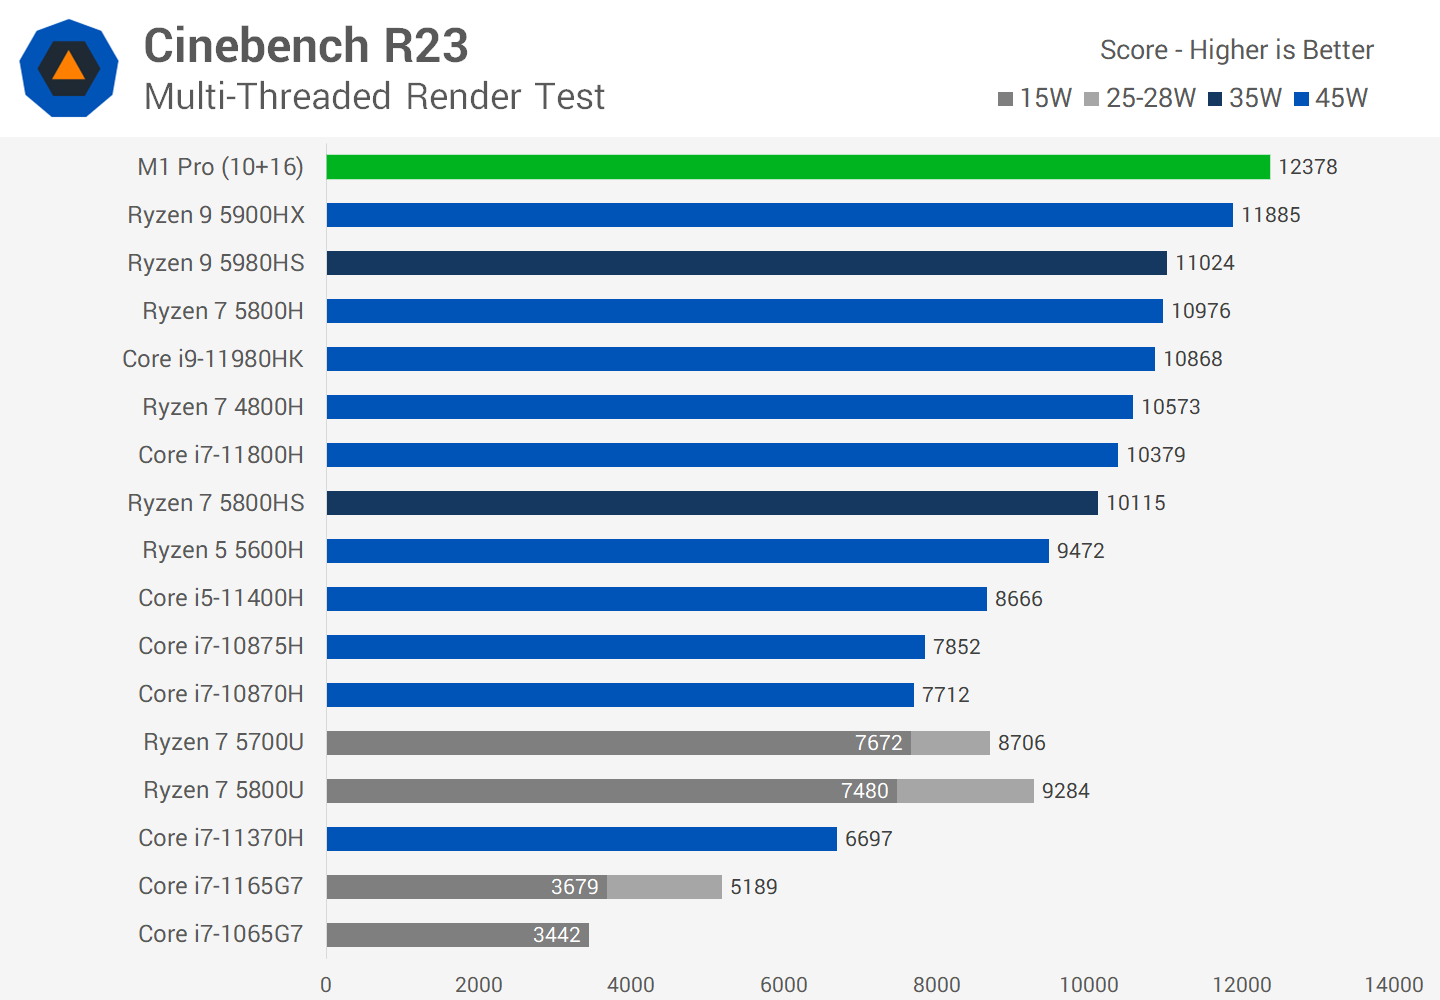 Cinebench R23
Multi-Threaded Render Test
Score - Higher is Better
15W 25-28W 35W 45W
M1 Pro (10+16) 12378
Ryzen 9 5900HX 11885
Ryzen 9 5980HS 11024
Ryzen 7 5800H 10976
Core i9-11980HK 10868
Ryzen 7 4800H 10573
Core i7-11800H 10379
Ryzen 7 5800HS 10115
Ryzen 5 5600H 9472
Core i5-11400H 8666
Core i7-10875H 7852
Core i7-10870H 7712
Ryzen 7 5700U 7672 8706
Ryzen 7 5800U 7480 9284
Core i7-11370H 6697
Core i7-1165G7 3679 5189
Core i7-1065G7 3442
0 2000 4000 6000 8000 10000 12000 14000